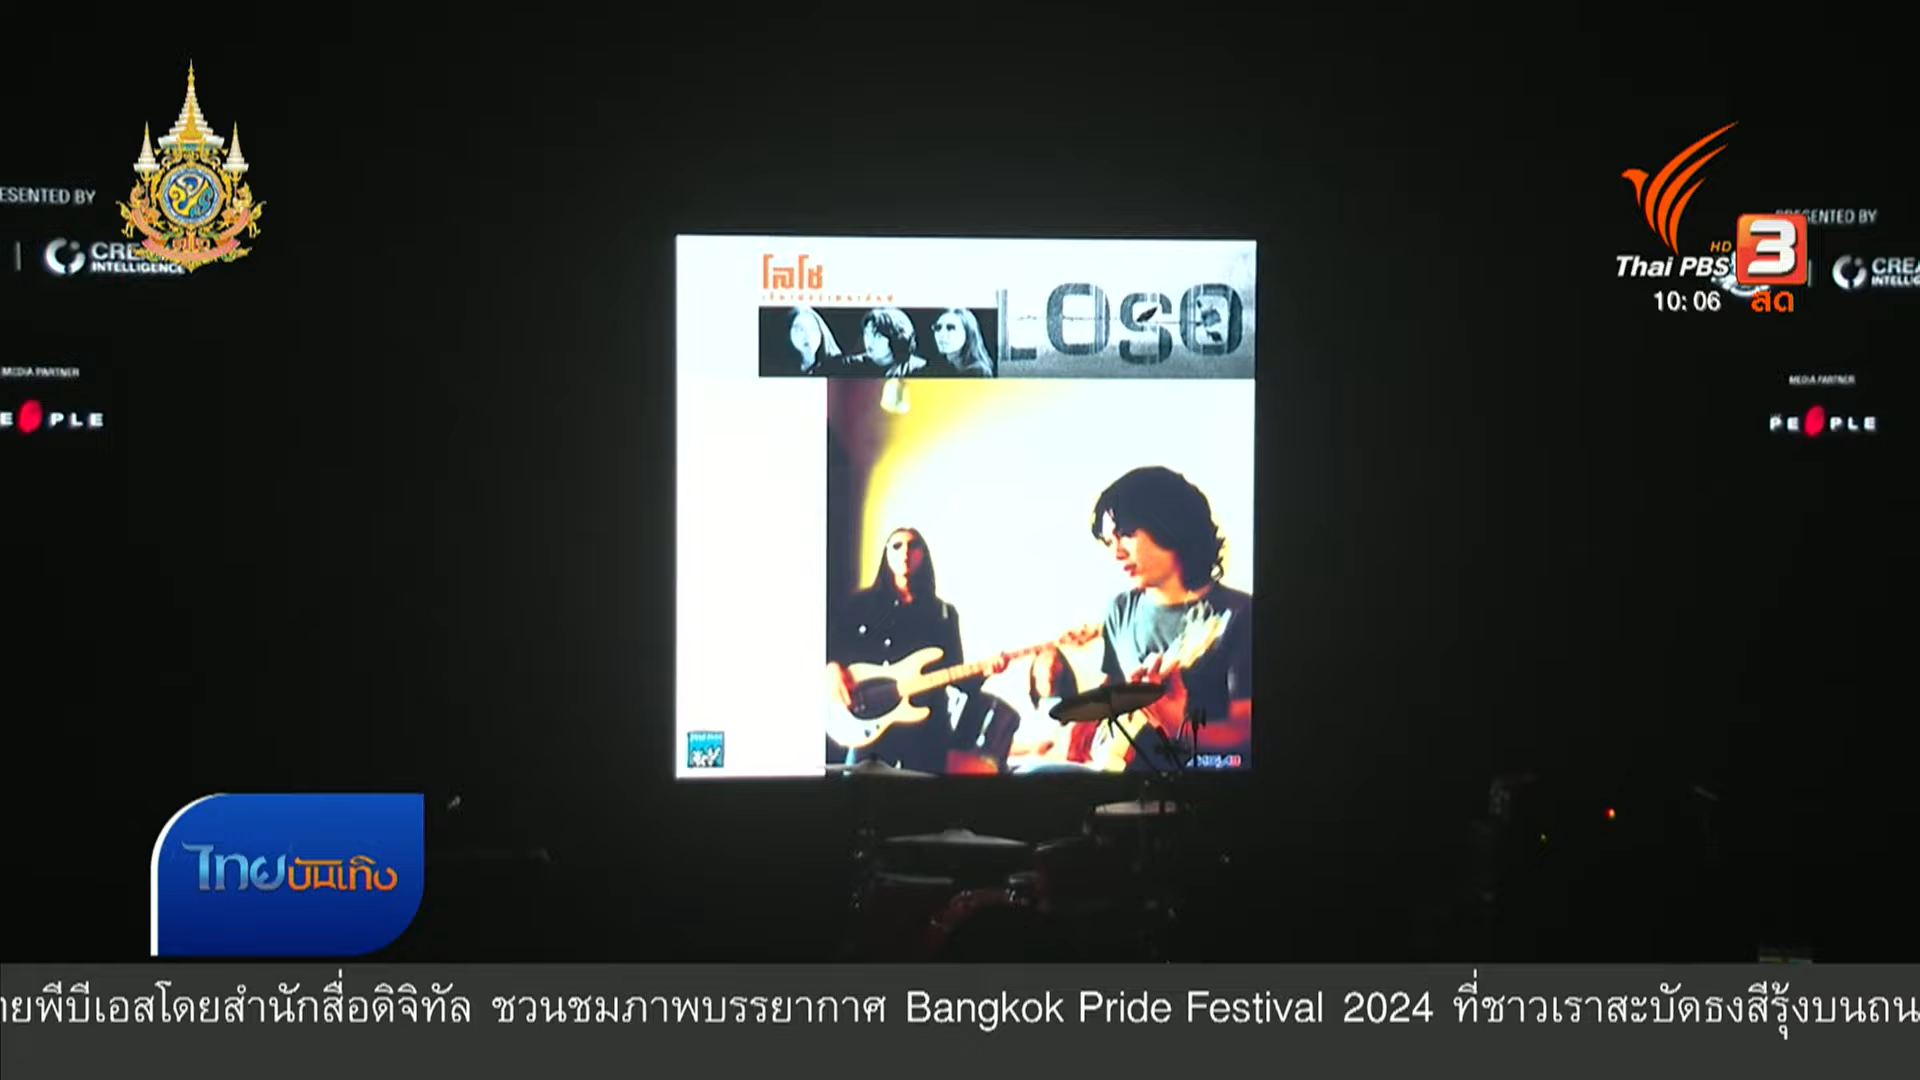 ESENTED BY
CRE
INTELLIGENCE
MEDIA PARTNER
E PLE
โลโซ
LOSO
Thai PBS HD 3
10: 06 สด
PRESENTED BY
CREA
INTELLIG
MEDIA PARTNER
PE PLE
ไทยบันเทิง
ายพีบีเอสโดยสำนักสื่อดิจิทัล ชวนชมภาพบรรยากาศ Bangkok Pride Festival 2024 ที่ชาวเราสะบัดธงสีรุ้งบนถน